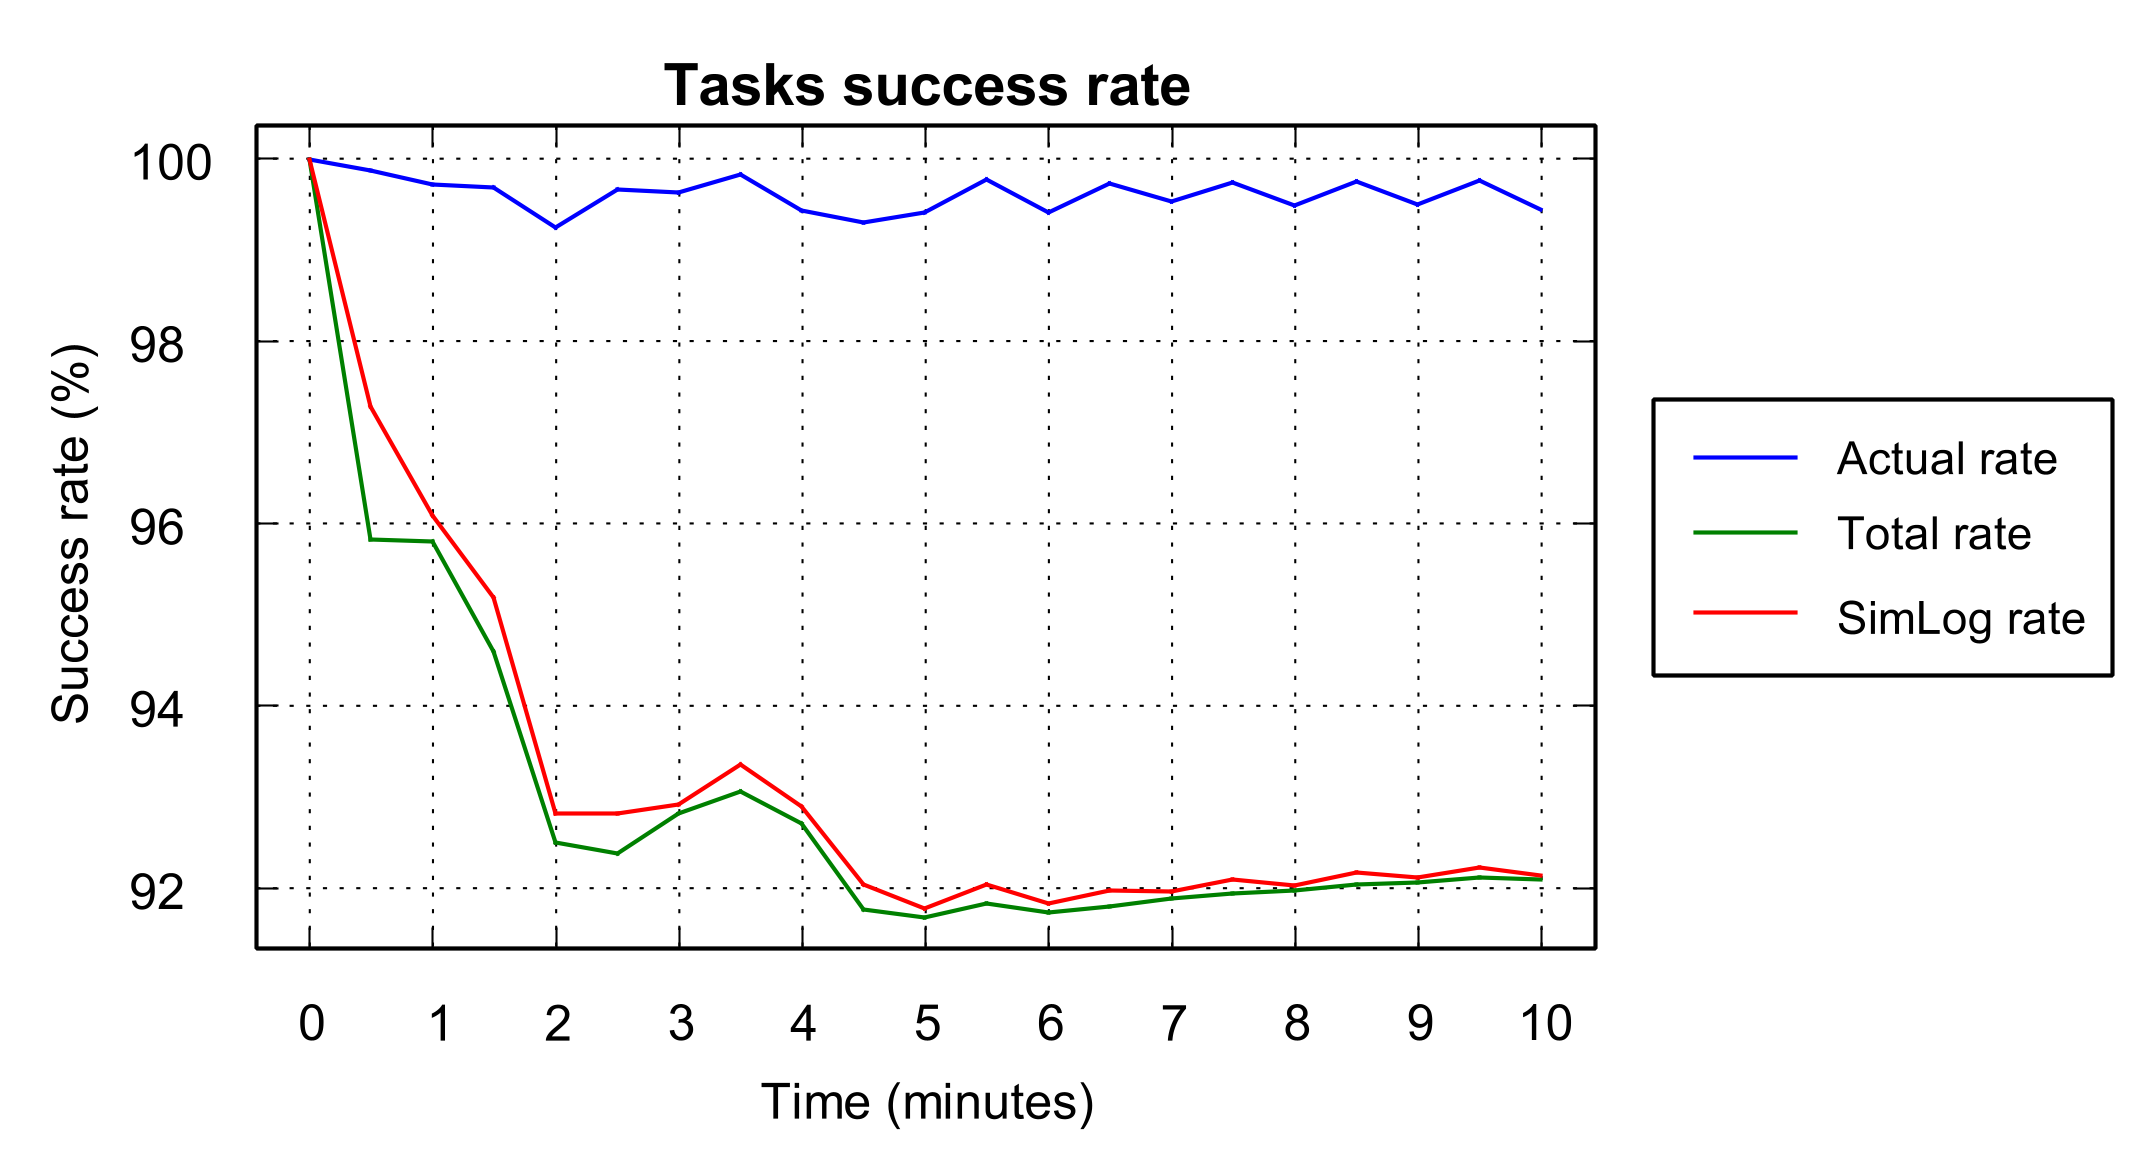 Tasks success rate
100
98
96
94
92
Success rate (%)
0 1 2 3 4 5 6 7 8 9 10
Time (minutes)
Actual rate
Total rate
SimLog rate